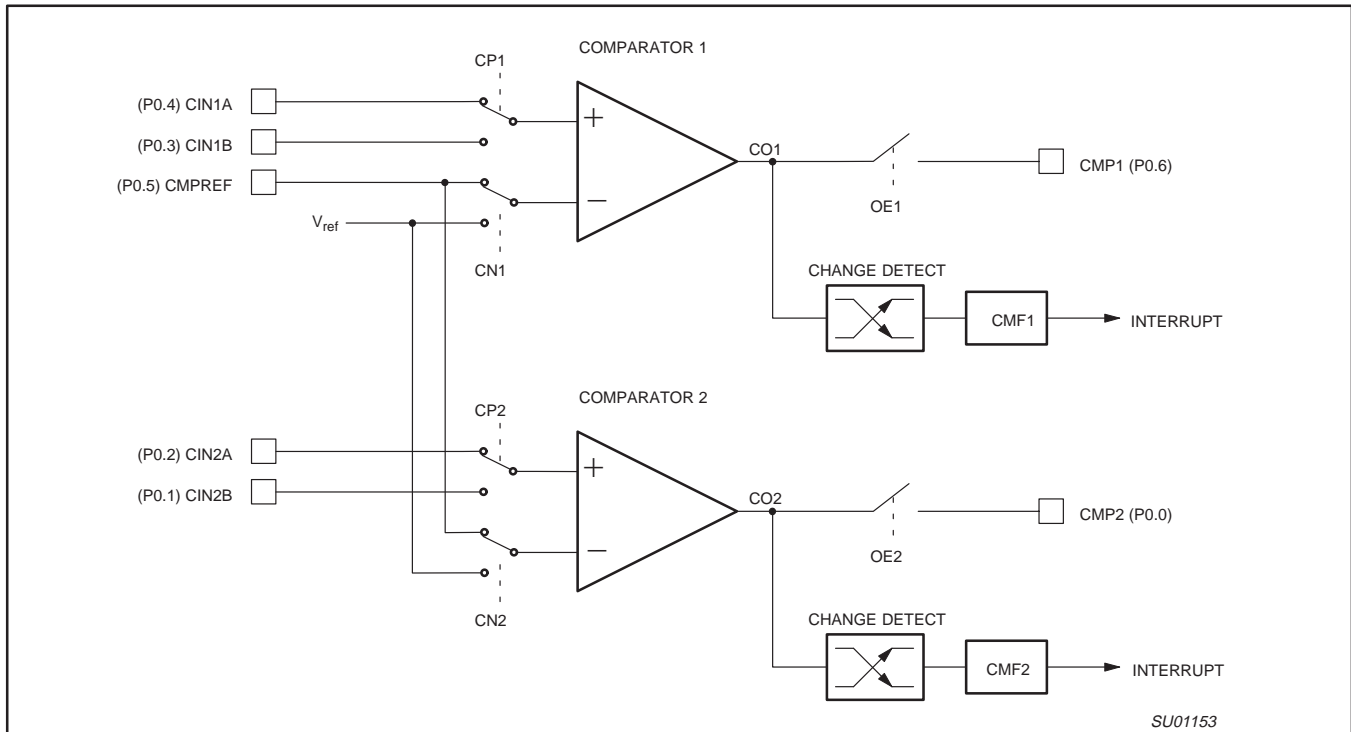 COMPARATOR 1
CP1
(P0.4) CIN1A
+
(P0.3) CIN1B
CO1
CMP1 (P0.6)
(P0.5) CMPREF
−
OE1
Vref
CN1
CHANGE DETECT
CMF1
INTERRUPT
COMPARATOR 2
CP2
(P0.2) CIN2A
+
(P0.1) CIN2B
CO2
CMP2 (P0.0)
−
OE2
CN2
CHANGE DETECT
CMF2
INTERRUPT
SU01153